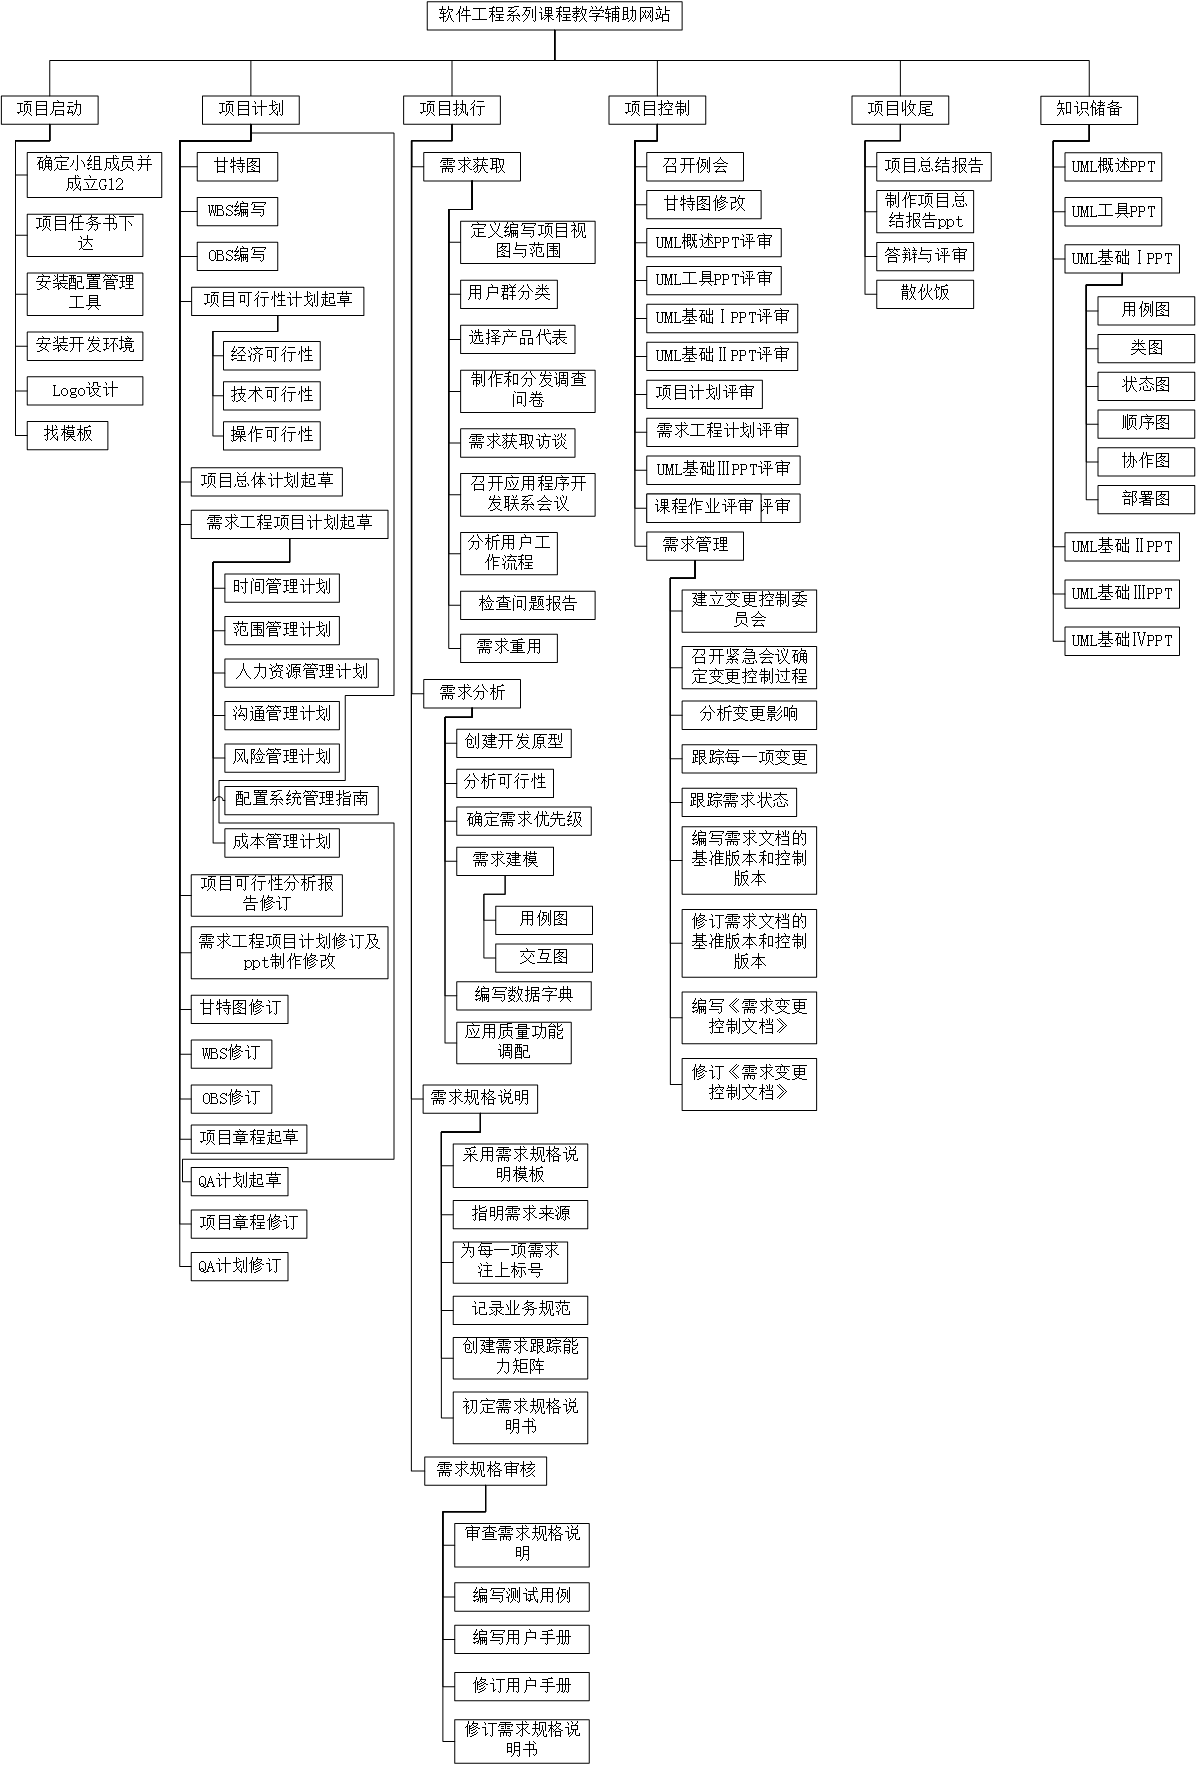 软件工程系列课程教学辅助网站
项目启动
确定小组成员并
成立G12
项目任务书下
达
安装配置管理
工具
安装开发环境
Logo设计
找模板
项目计划
甘特图
WBS编写
OBS编写
项目可行性计划起草
经济可行性
技术可行性
操作可行性
项目总体计划起草
需求工程项目计划起草
时间管理计划
范围管理计划
人力资源管理计划
沟通管理计划
风险管理计划
配置系统管理指南
成本管理计划
项目可行性分析报
告修订
需求工程项目计划修订及
ppt制作修改
甘特图修订
WBS修订
OBS修订
项目章程起草
QA计划起草
项目章程修订
QA计划修订
项目执行
需求获取
定义编写项目视
图与范围
用户群分类
选择产品代表
制作和分发调查
问卷
需求获取访谈
召开应用程序开
发联系会议
分析用户工
作流程
检查问题报告
需求重用
需求分析
创建开发原型
分析可行性
确定需求优先级
需求建模
用例图
交互图
编写数据字典
应用质量功能
调配
需求规格说明
采用需求规格说
明模板
指明需求来源
为每一项需求
注上标号
记录业务规范
创建需求跟踪能
力矩阵
初定需求规格说
明书
需求规格审核
审查需求规格说
明
编写测试用例
编写用户手册
修订用户手册
修订需求规格说
明书
项目控制
召开例会
甘特图修改
UML概述PPT评审
UML工具PPT评审
UML基础ⅠPPT评审
UML基础ⅡPPT评审
项目计划评审
需求工程计划评审
UML基础ⅢPPT评审
课程作业评审 评审
需求管理
建立变更控制委
员会
召开紧急会议确
定变更控制过程
分析变更影响
跟踪每一项变更
跟踪需求状态
编写需求文档的
基准版本和控制
版本
修订需求文档的
基准版本和控制
版本
编写《需求变更
控制文档》
修订《需求变更
控制文档》
项目收尾
项目总结报告
制作项目总
结报告ppt
答辩与评审
散伙饭
知识储备
UML概述PPT
UML工具PPT
UML基础ⅠPPT
用例图
类图
状态图
顺序图
协作图
部署图
UML基础ⅡPPT
UML基础ⅢPPT
UML基础ⅣPPT